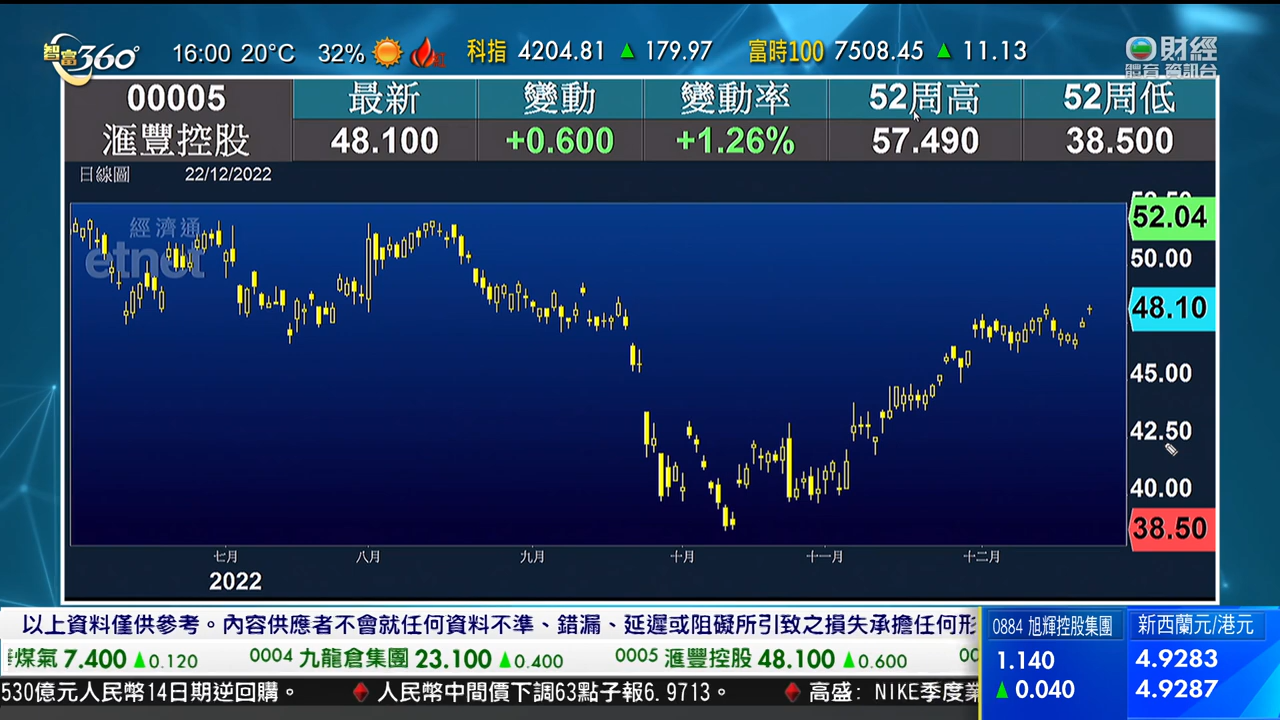 智富360° 16:00 20°C 32% 科指 4204.81 ▲ 179.97 富時100 7508.45 ▲ 11.13 財經
體育 資訊台
00005 最新 變動 變動率 52周高 52周低
滙豐控股 48.100 +0.600 +1.26% 57.490 38.500
日線圖 22/12/2022
經濟通
etnet
52.50
52.04
50.00
48.10
45.00
42.50
40.00
38.50
七月 八月 九月 十月 十一月 十二月
2022
以上資料僅供參考。內容供應者不會就任何資料不準、錯漏、延遲或阻礙所引致之損失承擔任何形
煤氣 7.400 ▲0.120 0004 九龍倉集團 23.100 ▲0.400 0005 滙豐控股 48.100 ▲0.600 00
530億元人民幣14日期逆回購。 人民幣中間價下調63點子報6.9713。 高盛: NIKE季度業
0884 旭輝控股集團
1.140
▲ 0.040
新西蘭元/港元
4.9283
4.9287